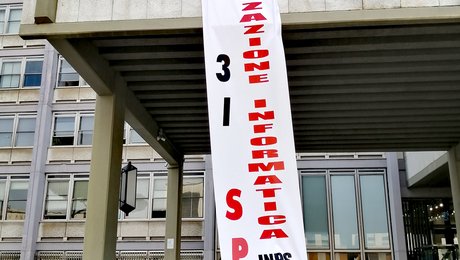 ZAZIONE INFORMATICA
31
SP
INPS